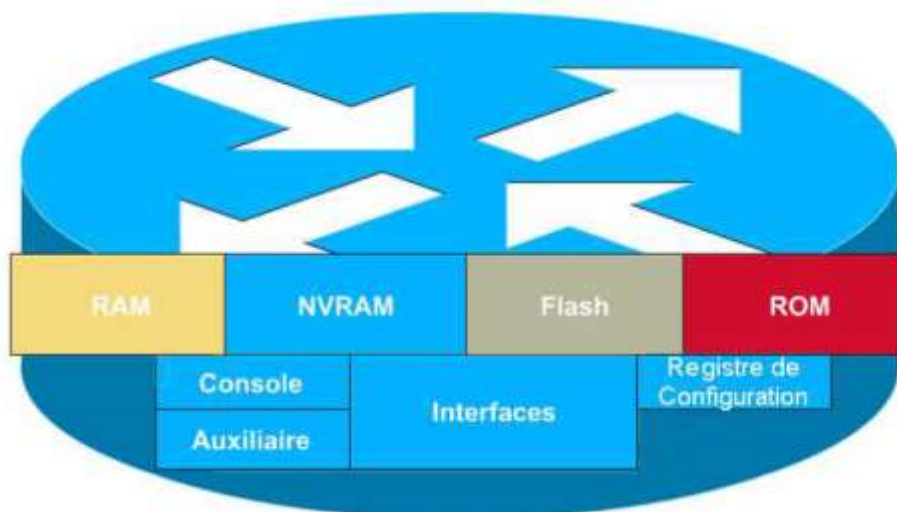 RAM
NVRAM
Flash
ROM
Console
Auxiliaire
Interfaces
Registre de
Configuration